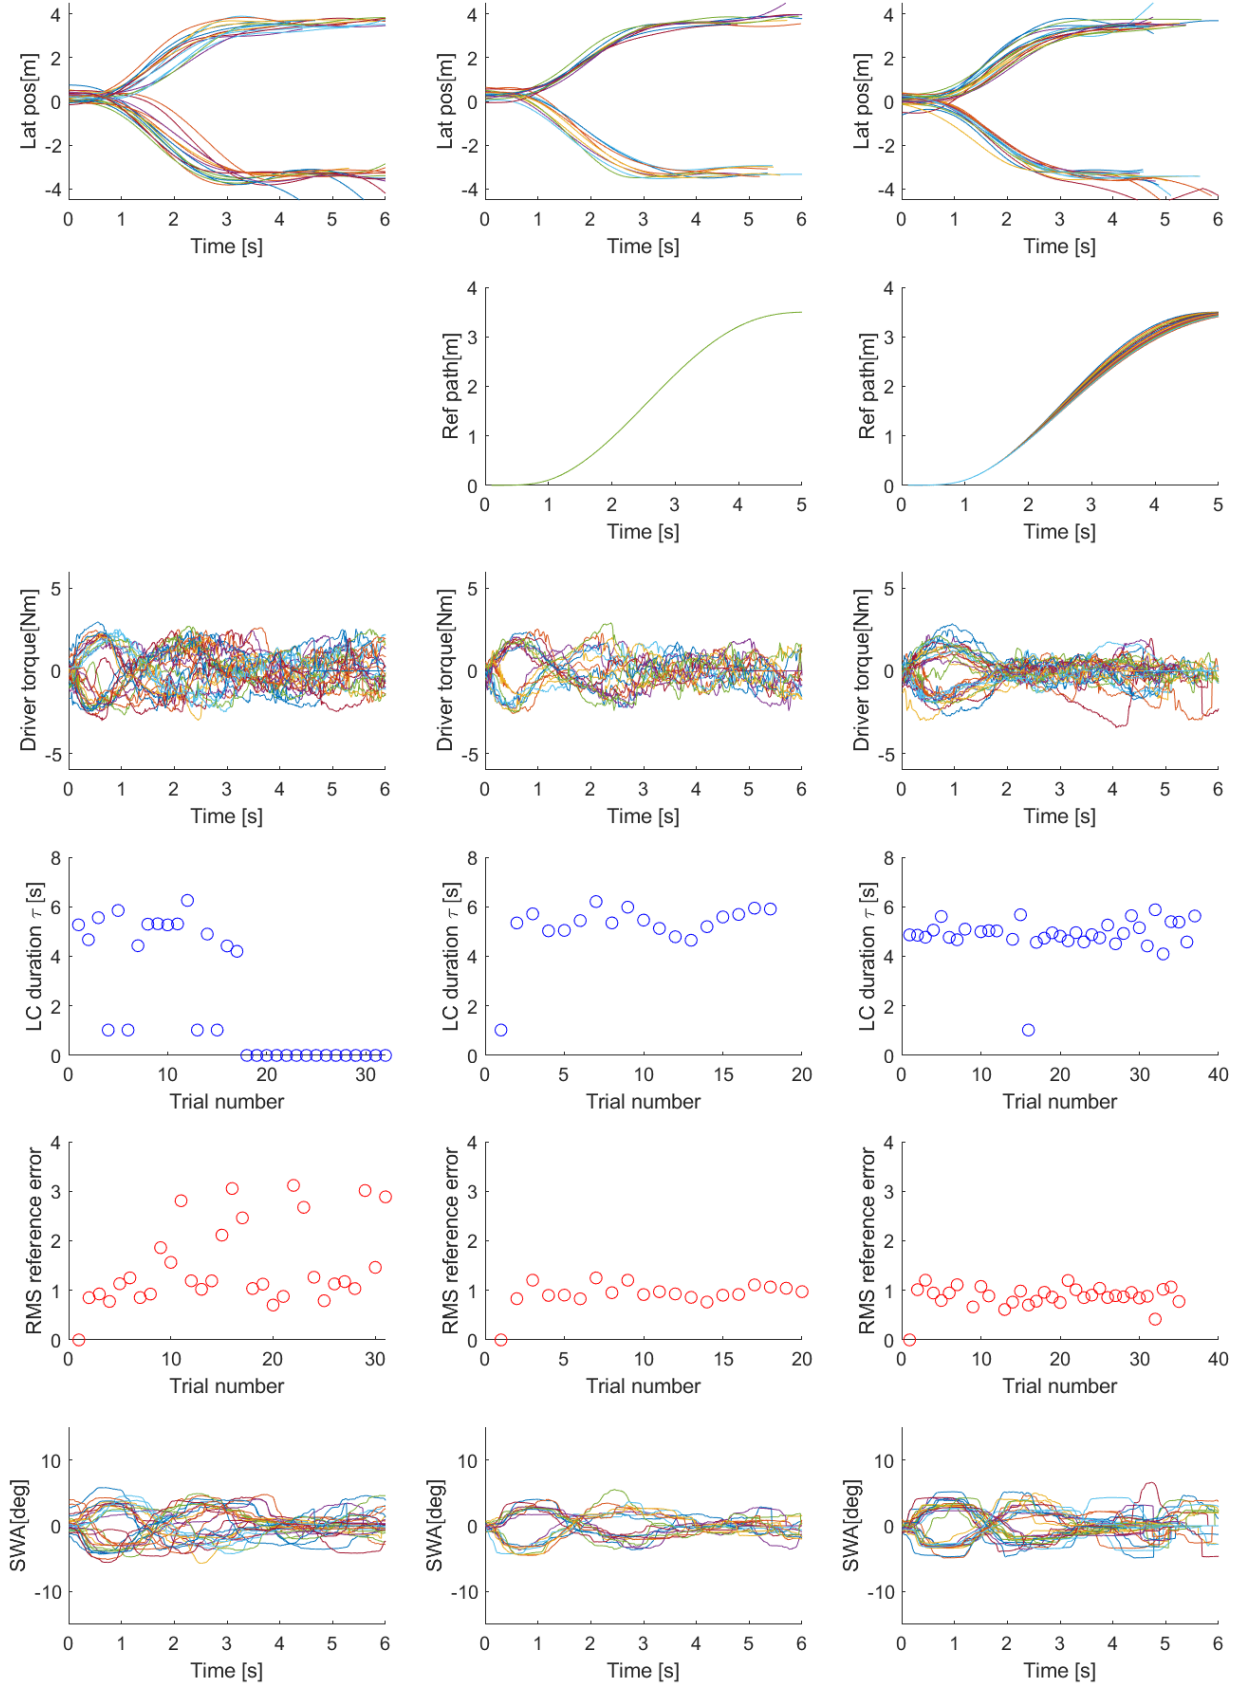 Lat pos[m]
4
2
0
-2
-4
0 1 2 3 4 5 6
Time [s]
Lat pos[m]
4
2
0
-2
-4
0 1 2 3 4 5 6
Time [s]
Lat pos[m]
4
2
0
-2
-4
0 1 2 3 4 5 6
Time [s]
Ref path[m]
4
3
2
1
0
0 1 2 3 4 5
Time [s]
Ref path[m]
4
3
2
1
0
0 1 2 3 4 5
Time [s]
Driver torque[Nm]
5
0
-5
0 1 2 3 4 5 6
Time [s]
Driver torque[Nm]
5
0
-5
0 1 2 3 4 5 6
Time [s]
Driver torque[Nm]
5
0
-5
0 1 2 3 4 5 6
Time [s]
LC duration τ [s]
8
6
4
2
0
0 10 20 30
Trial number
LC duration τ [s]
8
6
4
2
0
0 5 10 15 20
Trial number
LC duration τ [s]
8
6
4
2
0
0 10 20 30 40
Trial number
RMS reference error
4
3
2
1
0
0 10 20 30
Trial number
RMS reference error
4
3
2
1
0
0 5 10 15 20
Trial number
RMS reference error
4
3
2
1
0
0 10 20 30 40
Trial number
SWA[deg]
10
0
-10
0 1 2 3 4 5 6
Time [s]
SWA[deg]
10
0
-10
0 1 2 3 4 5 6
Time [s]
SWA[deg]
10
0
-10
0 1 2 3 4 5 6
Time [s]